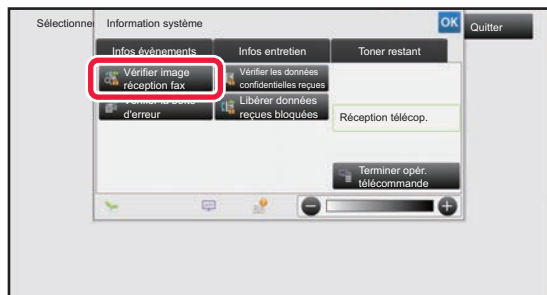 Sélectionne
Information système
OK
Quitter
Infos évènements
Infos entretien
Toner restant
Vérifier image
réception fax
Vérifier les données
confidentielles reçues
d'erreur
Libérer données
reçues bloquées
Réception télécop.
Terminer opér.
télécommande